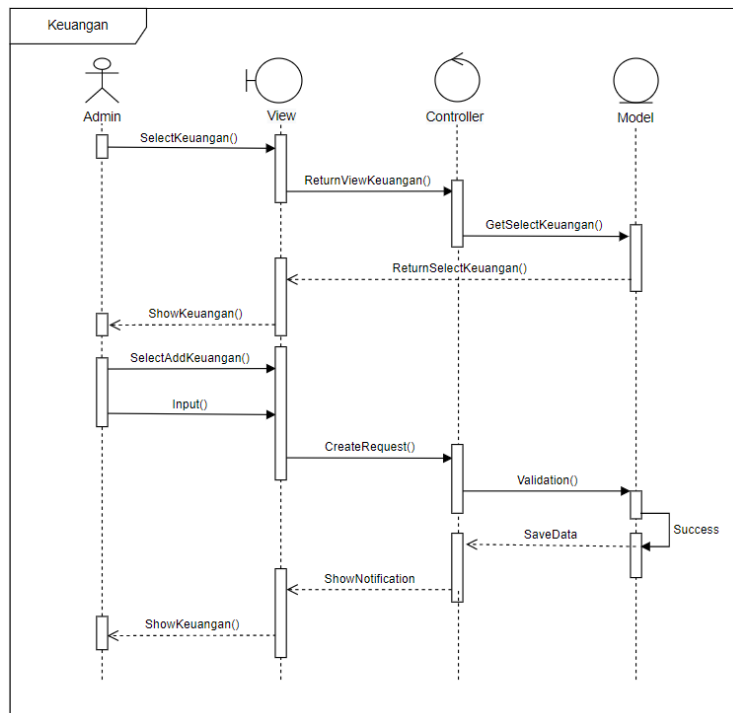 Keuangan
Admin
View
Controller
Model
SelectKeuangan()
ReturnViewKeuangan()
GetSelectKeuangan()
ReturnSelectKeuangan()
ShowKeuangan()
SelectAddKeuangan()
Input()
CreateRequest()
Validation()
Success
SaveData
ShowNotification
ShowKeuangan()